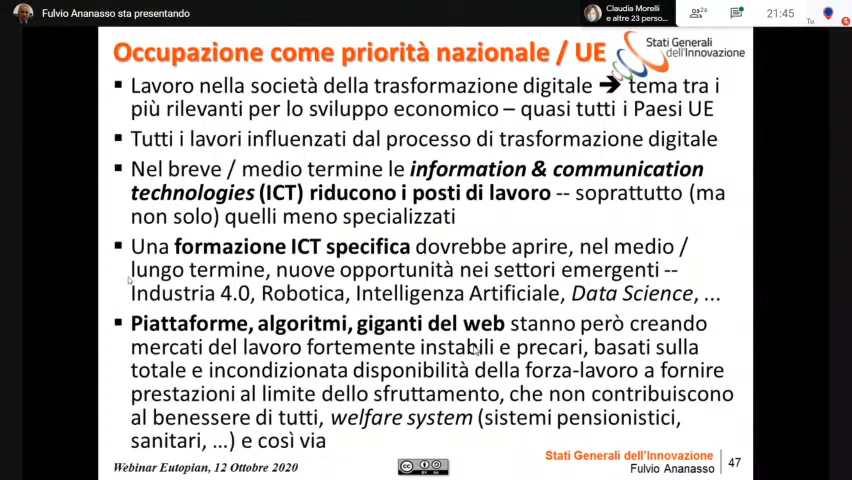 Fulvio Ananasso sta presentando
Claudia Morelli
e altre 23 perso...
26
21:45
Tu
Occupazione come priorità nazionale / UE
Stati Generali
dell'Innovazione
▪ Lavoro nella società della trasformazione digitale ➔ tema tra i
più rilevanti per lo sviluppo economico – quasi tutti i Paesi UE
▪ Tutti i lavori influenzati dal processo di trasformazione digitale
▪ Nel breve / medio termine le information & communication
technologies (ICT) riducono i posti di lavoro -- soprattutto (ma
non solo) quelli meno specializzati
▪ Una formazione ICT specifica dovrebbe aprire, nel medio /
lungo termine, nuove opportunità nei settori emergenti --
Industria 4.0, Robotica, Intelligenza Artificiale, Data Science, ...
▪ Piattaforme, algoritmi, giganti del web stanno però creando
mercati del lavoro fortemente instabili e precari, basati sulla
totale e incondizionata disponibilità della forza-lavoro a fornire
prestazioni al limite dello sfruttamento, che non contribuiscono
al benessere di tutti, welfare system (sistemi pensionistici,
sanitari, ...) e così via
Webinar Eutopian, 12 Ottobre 2020
cc
BY SA
Stati Generali dell'Innovazione
Fulvio Ananasso
47